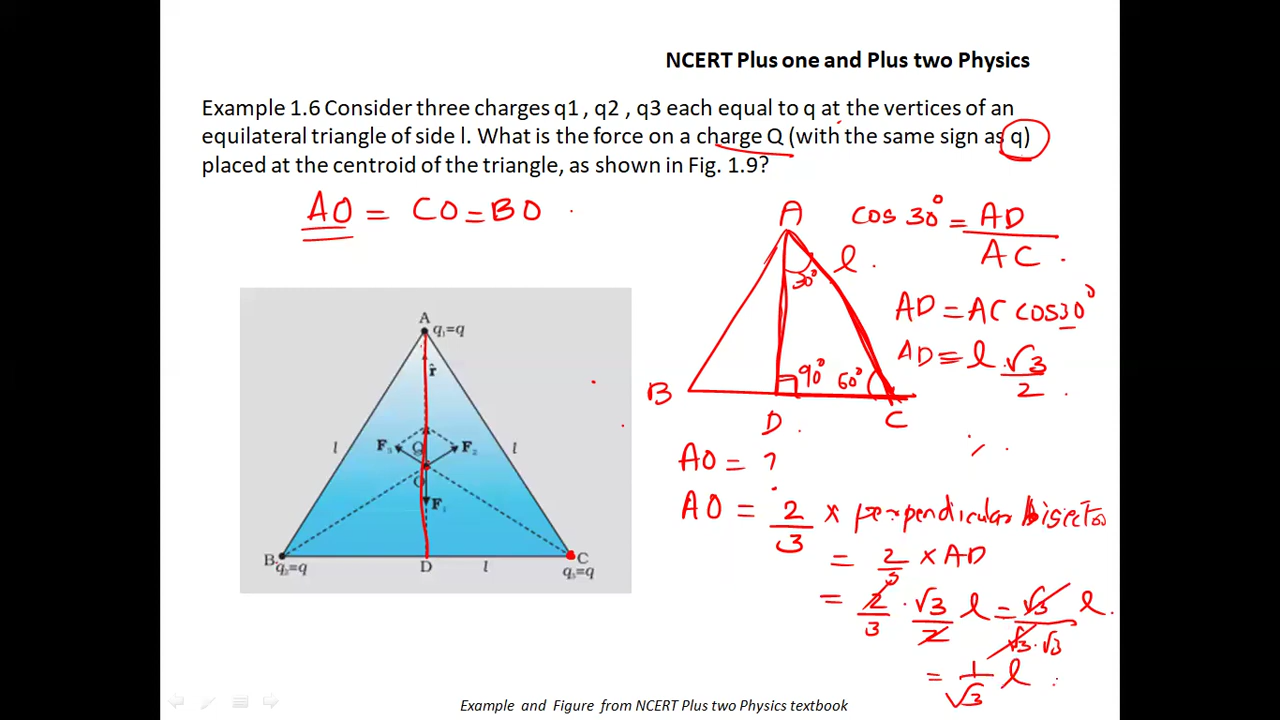 NCERT Plus one and Plus two Physics
Example 1.6 Consider three charges q1 , q2 , q3 each equal to q at the vertices of an
equilateral triangle of side l. What is the force on a charge Q (with the same sign as q)
placed at the centroid of the triangle, as shown in Fig. 1.9?
AO = CO = BO
A
q₁=q
r̂
l
l
F₃
Q
F₂
O
F₁
B
q₂=q
D
l
C
q₃=q
A
l
30°
B
90°
60°
D
C
cos 30° = AD/AC
AD = AC cos 30°
AD = l √3/2
AO = ?
AO = 2/3 × perpendicular bisector
= 2/3 × AD
= 2/3 · √3/2 l = √3/√3·√3 l
= 1/√3 l
Example and Figure from NCERT Plus two Physics textbook